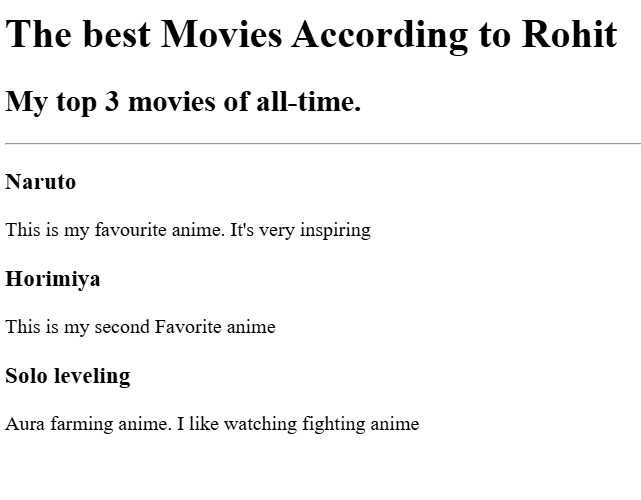 The best Movies According to Rohit
My top 3 movies of all-time.
Naruto
This is my favourite anime. It's very inspiring
Horimiya
This is my second Favorite anime
Solo leveling
Aura farming anime. I like watching fighting anime